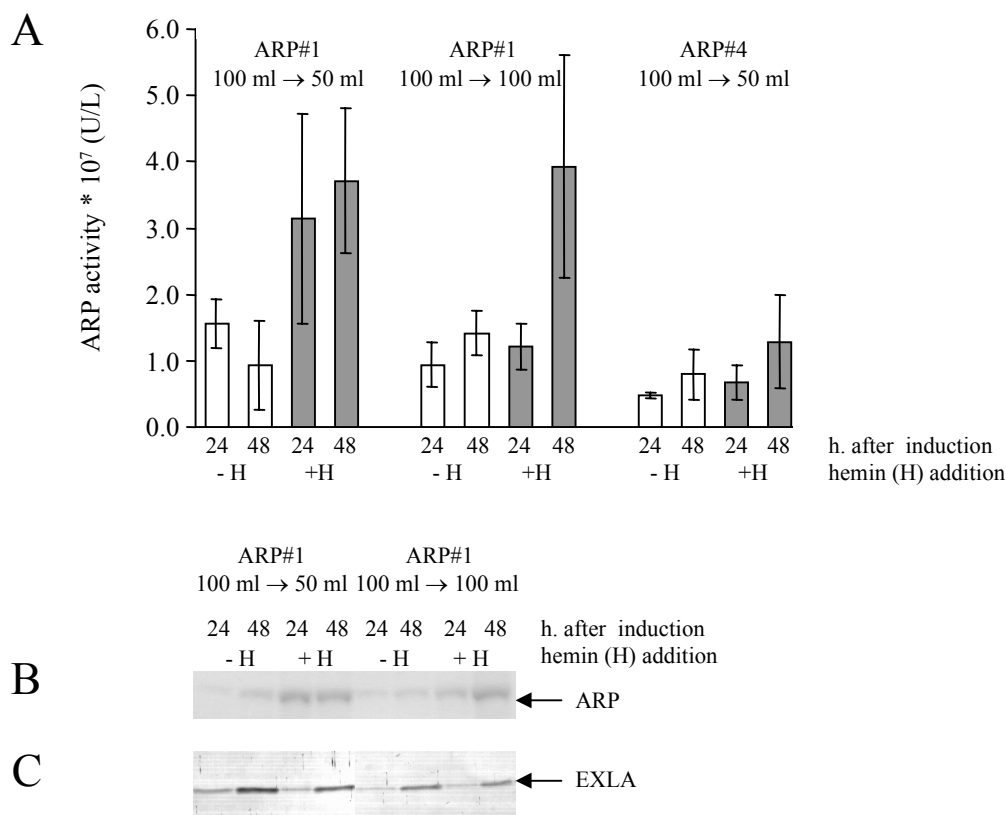 A
ARP activity * 10⁷ (U/L)
6.0
5.0
4.0
3.0
2.0
1.0
0.0
ARP#1
100 ml → 50 ml
ARP#1
100 ml → 100 ml
ARP#4
100 ml → 50 ml
24 48 24 48 24 48 24 48 24 48 24 48 h. after induction
- H +H - H +H - H +H hemin (H) addition
ARP#1 ARP#1
100 ml → 50 ml 100 ml → 100 ml
24 48 24 48 24 48 24 48 h. after induction
- H + H - H + H hemin (H) addition
B
ARP
C
EXLA